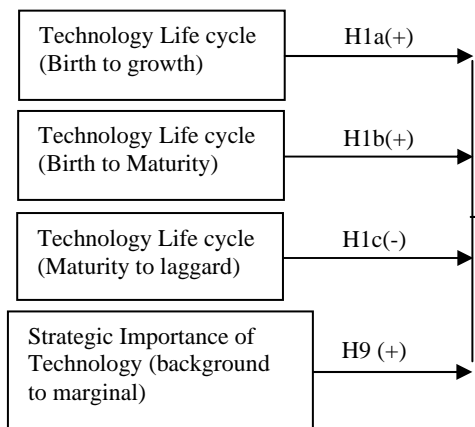 Technology Life cycle
(Birth to growth)
H1a(+)
Technology Life cycle
(Birth to Maturity)
H1b(+)
Technology Life cycle
(Maturity to laggard)
H1c(-)
Strategic Importance of
Technology (background
to marginal)
H9 (+)